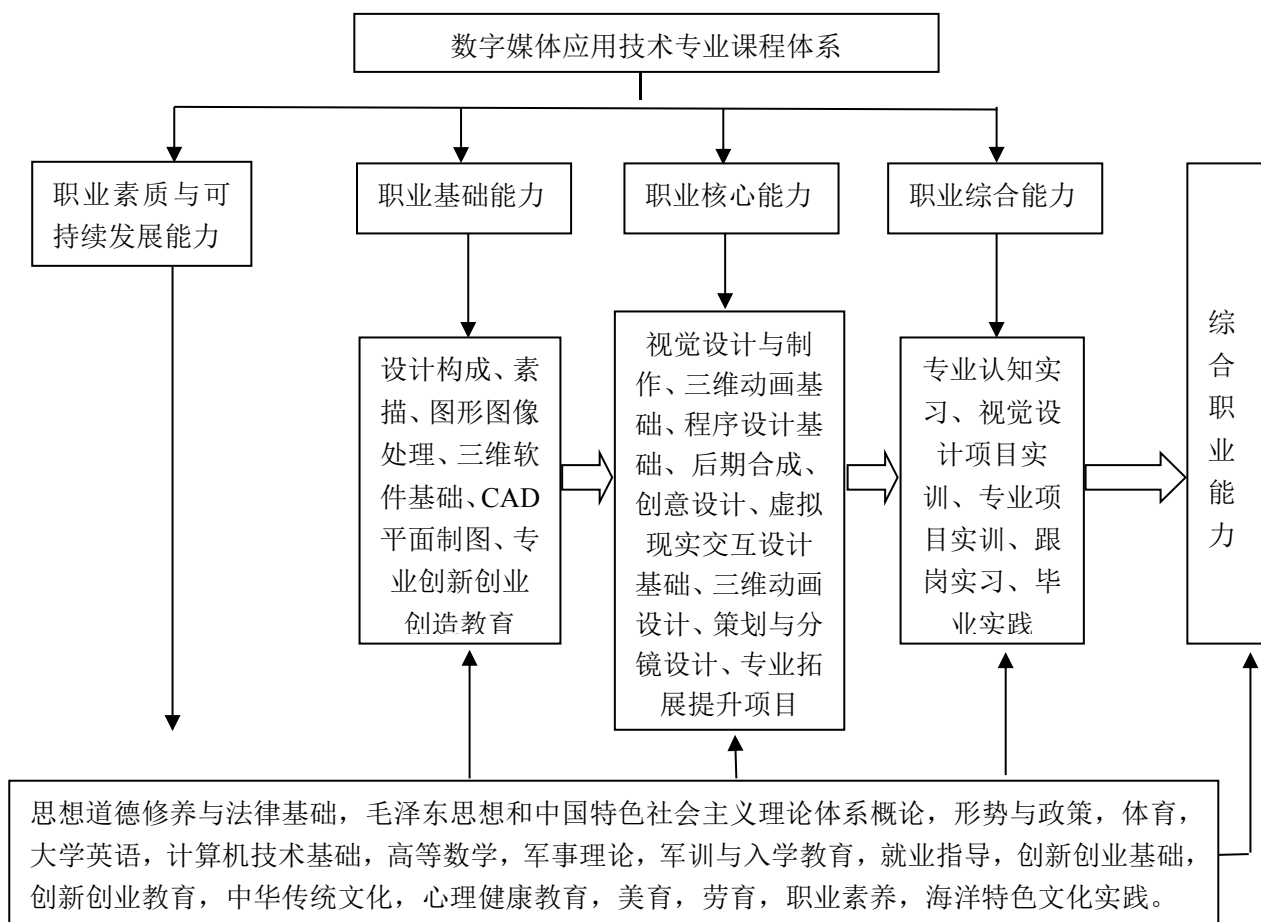 数字媒体应用技术专业课程体系
职业素质与可
持续发展能力
职业基础能力
职业核心能力
职业综合能力
设计构成、素
描、图形图像
处理、三维软
件基础、CAD
平面制图、专
业创新创业
创造教育
视觉设计与制
作、三维动画基
础、程序设计基
础、后期合成、
创意设计、虚拟
现实交互设计
基础、三维动画
设计、策划与分
镜设计、专业拓
展提升项目
专业认知实
习、视觉设
计项目实
训、专业项
目实训、跟
岗实习、毕
业实践
综
合
职
业
能
力
思想道德修养与法律基础，毛泽东思想和中国特色社会主义理论体系概论，形势与政策，体育，
大学英语，计算机技术基础，高等数学，军事理论，军训与入学教育，就业指导，创新创业基础，
创新创业教育，中华传统文化，心理健康教育，美育，劳育，职业素养，海洋特色文化实践。